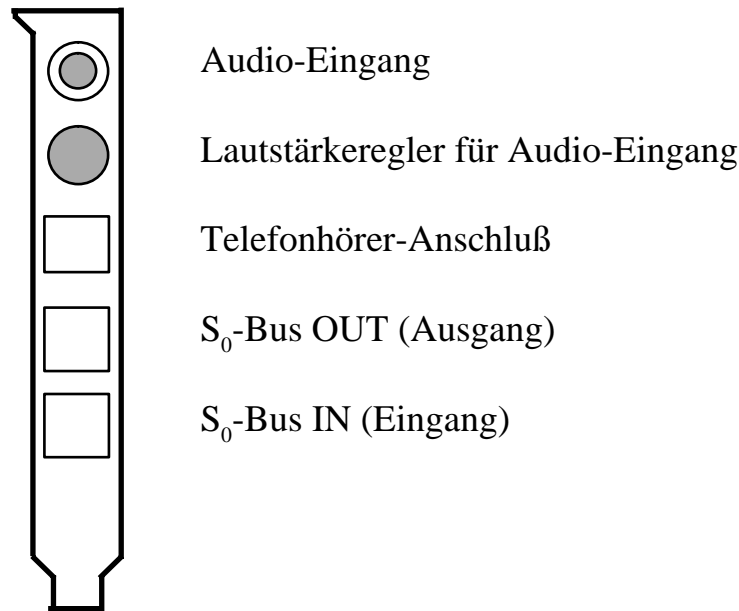 Audio-Eingang
Lautstärkeregler für Audio-Eingang
Telefonhörer-Anschluß
S₀-Bus OUT (Ausgang)
S₀-Bus IN (Eingang)